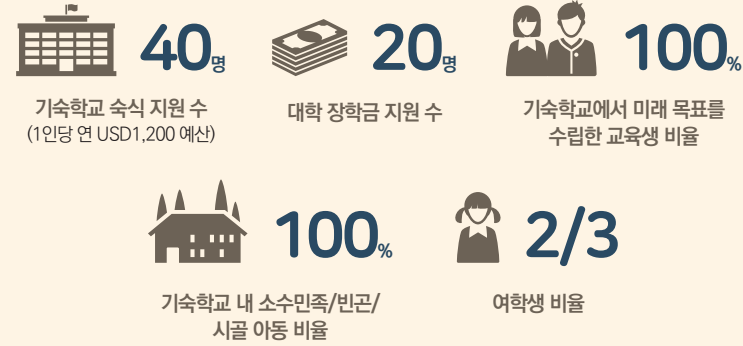 40명
20명
100%
기숙학교 숙식 지원 수
(1인당 연 USD1,200 예산)
대학 장학금 지원 수
기숙학교에서 미래 목표를
수립한 교육생 비율
100%
2/3
기숙학교 내 소수민족/빈곤/
시골 아동 비율
여학생 비율